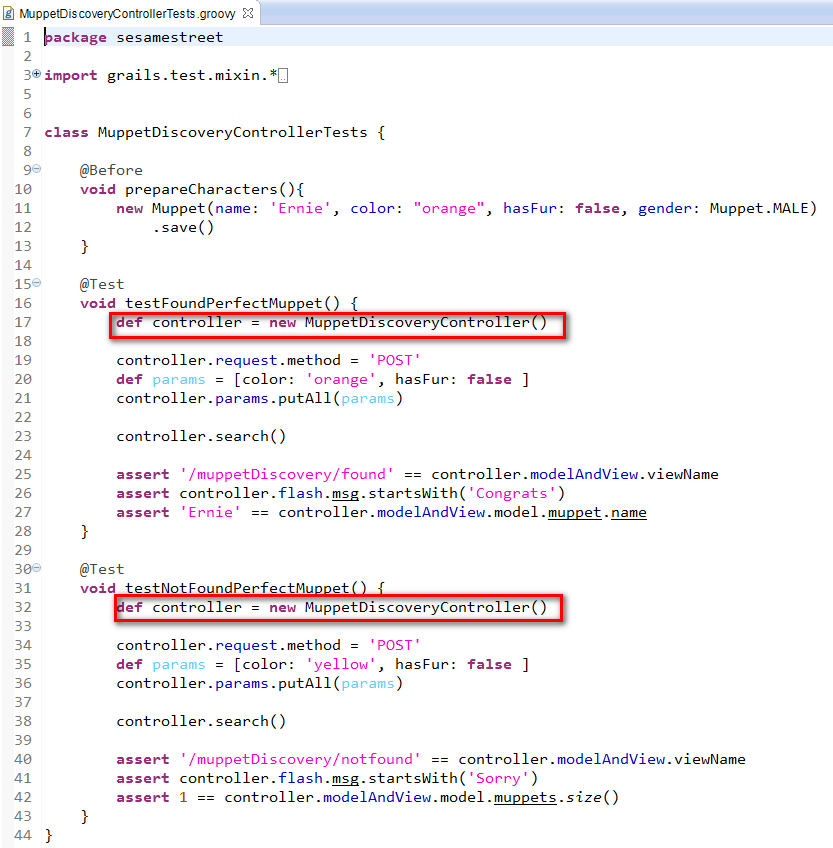 MuppetDiscoveryControllerTests.groovy
1 package sesamestreet
2
3 import grails.test.mixin.*
5
6
7 class MuppetDiscoveryControllerTests {
8
9     @Before
10     void prepareCharacters(){
11         new Muppet(name: 'Ernie', color: "orange", hasFur: false, gender: Muppet.MALE)
12             .save()
13     }
14
15     @Test
16     void testFoundPerfectMuppet() {
17         def controller = new MuppetDiscoveryController()
18
19         controller.request.method = 'POST'
20         def params = [color: 'orange', hasFur: false ]
21         controller.params.putAll(params)
22
23         controller.search()
24
25         assert '/muppetDiscovery/found' == controller.modelAndView.viewName
26         assert controller.flash.msg.startsWith('Congrats')
27         assert 'Ernie' == controller.modelAndView.model.muppet.name
28     }
29
30     @Test
31     void testNotFoundPerfectMuppet() {
32         def controller = new MuppetDiscoveryController()
33
34         controller.request.method = 'POST'
35         def params = [color: 'yellow', hasFur: false ]
36         controller.params.putAll(params)
37
38         controller.search()
39
40         assert '/muppetDiscovery/notfound' == controller.modelAndView.viewName
41         assert controller.flash.msg.startsWith('Sorry')
42         assert 1 == controller.modelAndView.model.muppets.size()
43     }
44 }